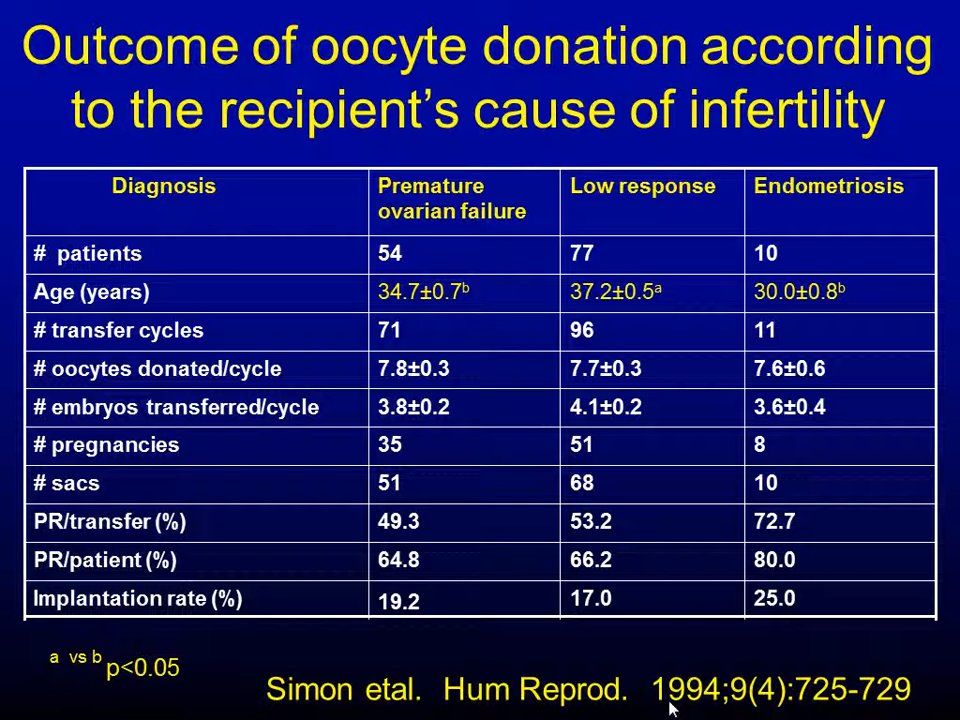 Outcome of oocyte donation according
to the recipient’s cause of infertility
Diagnosis Premature ovarian failure Low response Endometriosis
# patients 54 77 10
Age (years) 34.7±0.7b 37.2±0.5a 30.0±0.8b
# transfer cycles 71 96 11
# oocytes donated/cycle 7.8±0.3 7.7±0.3 7.6±0.6
# embryos transferred/cycle 3.8±0.2 4.1±0.2 3.6±0.4
# pregnancies 35 51 8
# sacs 51 68 10
PR/transfer (%) 49.3 53.2 72.7
PR/patient (%) 64.8 66.2 80.0
Implantation rate (%) 19.2 17.0 25.0
a vs b p<0.05
Simon etal. Hum Reprod. 1994;9(4):725-729